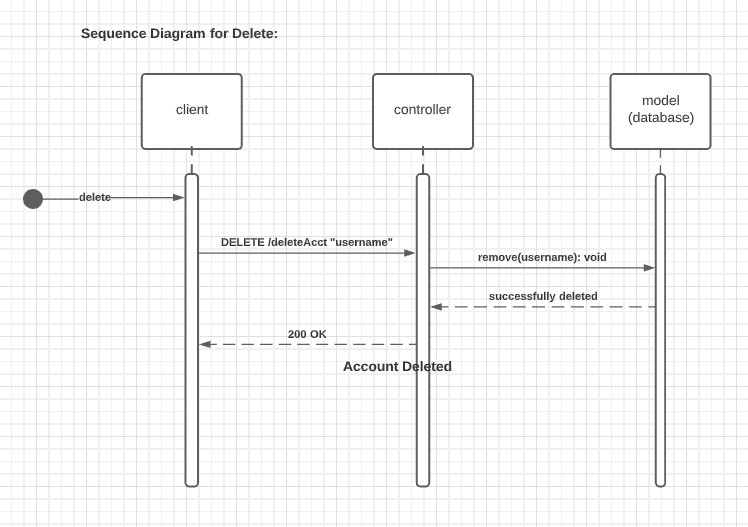 Sequence Diagram for Delete:
client
controller
model
(database)
delete
DELETE /deleteAcct "username"
remove(username): void
successfully deleted
200 OK
Account Deleted